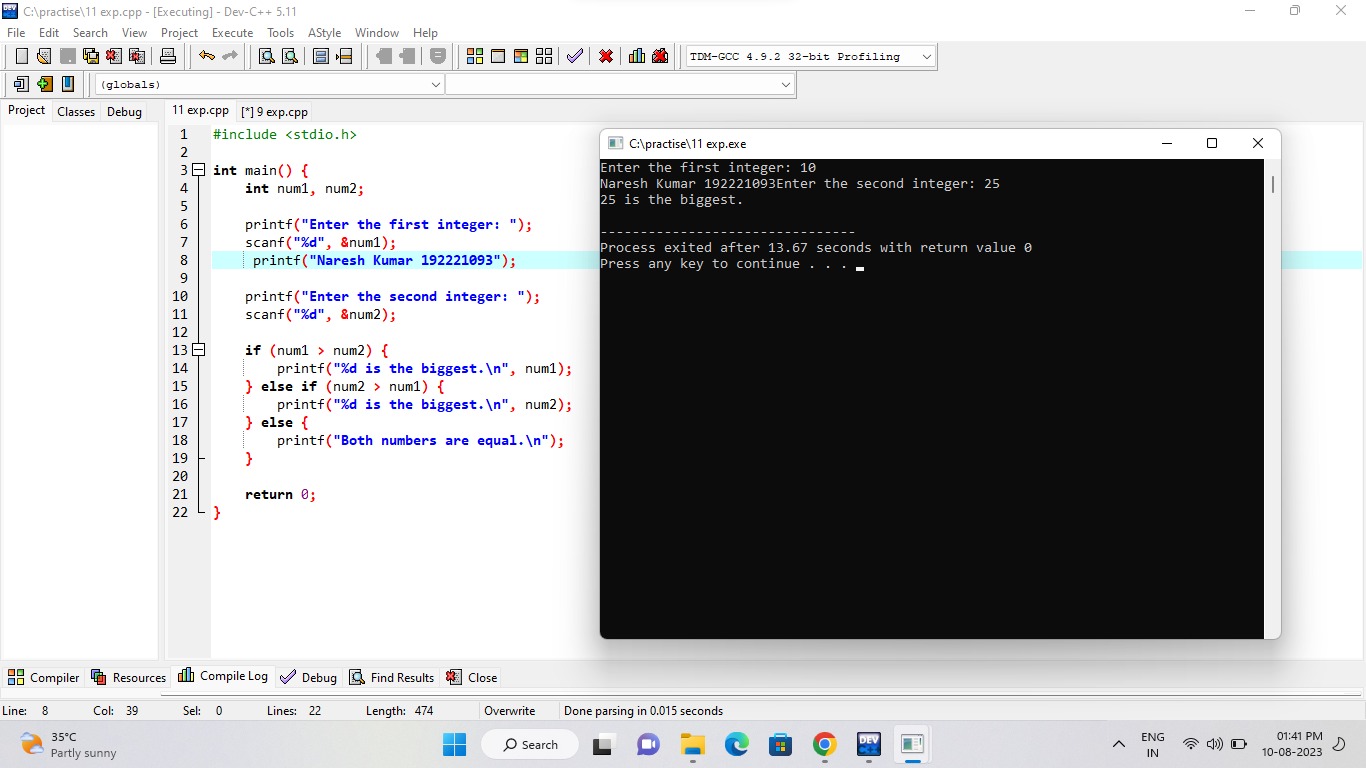 C:\practise\11 exp.cpp - [Executing] - Dev-C++ 5.11
File Edit Search View Project Execute Tools AStyle Window Help
TDM-GCC 4.9.2 32-bit Profiling
(globals)
Project Classes Debug 11 exp.cpp [*] 9 exp.cpp
1 #include <stdio.h>
2
3 int main() {
4 int num1, num2;
5
6 printf("Enter the first integer: ");
7 scanf("%d", &num1);
8 printf("Naresh Kumar 192221093");
9
10 printf("Enter the second integer: ");
11 scanf("%d", &num2);
12
13 if (num1 > num2) {
14 printf("%d is the biggest.\n", num1);
15 } else if (num2 > num1) {
16 printf("%d is the biggest.\n", num2);
17 } else {
18 printf("Both numbers are equal.\n");
19 }
20
21 return 0;
22 }
C:\practise\11 exp.exe
Enter the first integer: 10
Naresh Kumar 192221093Enter the second integer: 25
25 is the biggest.
--------------------------------
Process exited after 13.67 seconds with return value 0
Press any key to continue . . .
Compiler Resources Compile Log Debug Find Results Close
Line: 8 Col: 39 Sel: 0 Lines: 22 Length: 474 Overwrite Done parsing in 0.015 seconds
35°C
Partly sunny
Search
DEV
ENG
IN
01:41 PM
10-08-2023